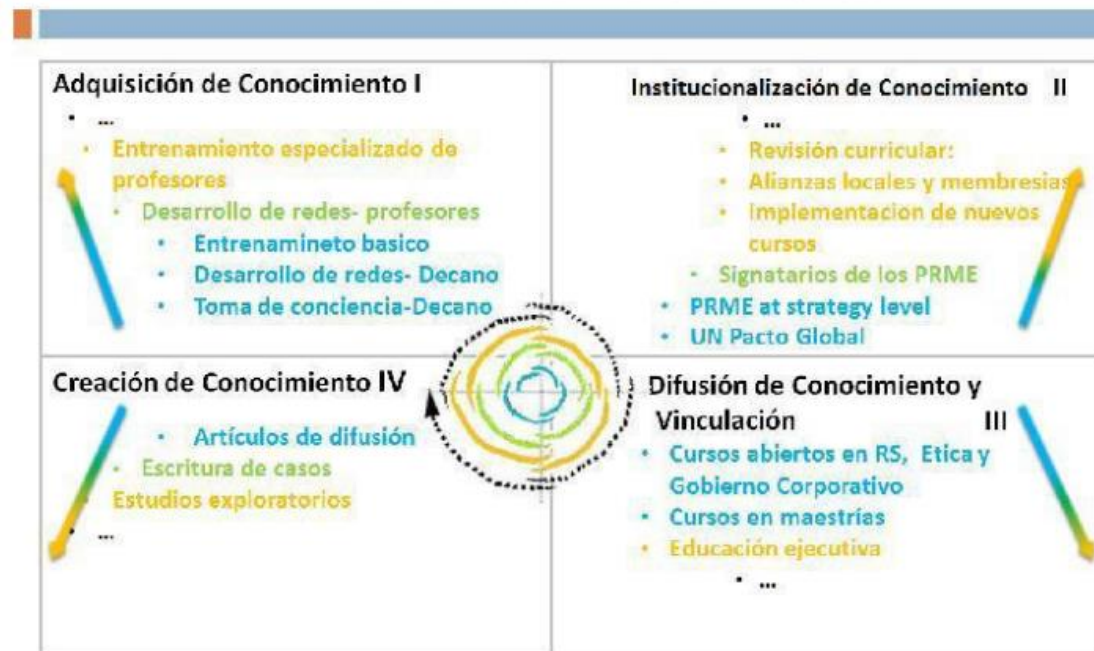 Adquisición de Conocimiento I
• ...
• Entrenamiento especializado de
profesores
• Desarrollo de redes- profesores
• Entrenamineto basico
• Desarrollo de redes- Decano
• Toma de conciencia-Decano
Institucionalización de Conocimiento II
• ...
• Revisión curricular:
• Alianzas locales y membresias
• Implementacion de nuevos
cursos
• Signatarios de los PRME
• PRME at strategy level
• UN Pacto Global
Creación de Conocimiento IV
• Artículos de difusión
• Escritura de casos
Estudios exploratorios
• ...
Difusión de Conocimiento y
Vinculación III
• Cursos abiertos en RS, Etica y
Gobierno Corporativo
• Cursos en maestrías
• Educación ejecutiva
• ...